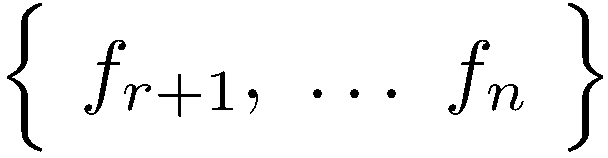 { f_{r+1}, … f_n }